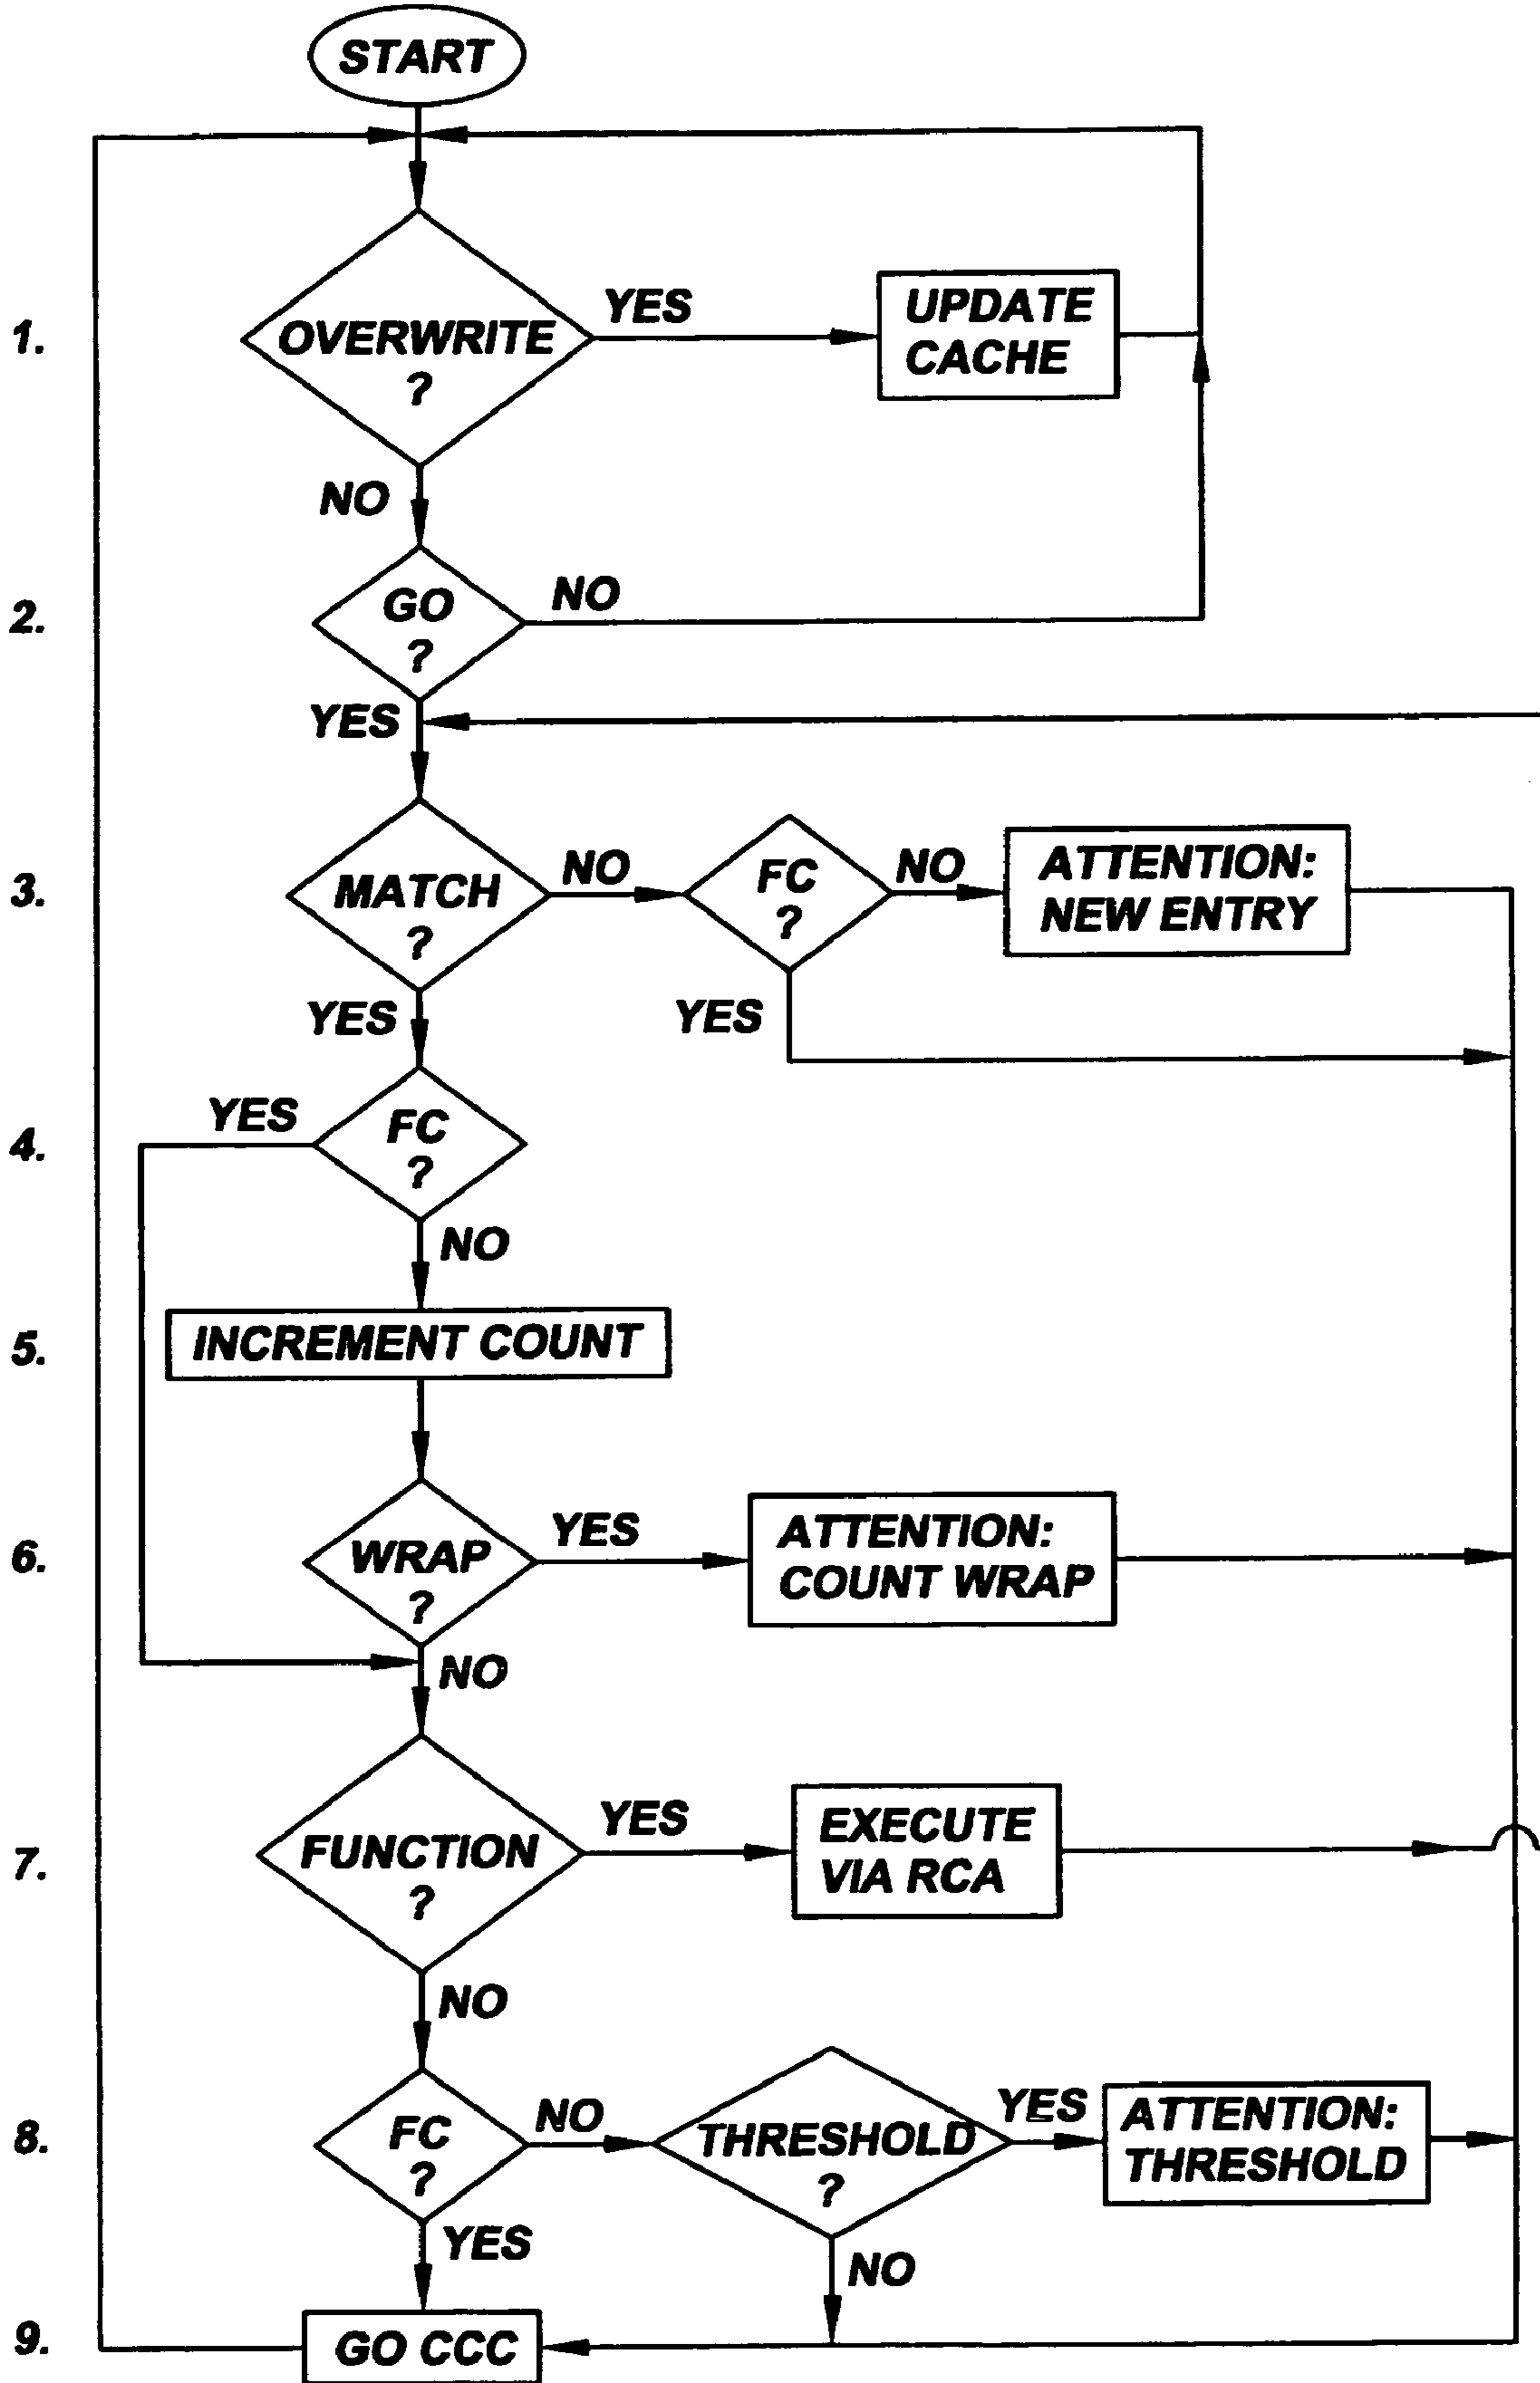 START
1.
OVERWRITE
?
YES
UPDATE
CACHE
NO
2.
GO
?
NO
YES
3.
MATCH
?
NO
FC
?
NO
ATTENTION:
NEW ENTRY
YES
YES
4.
YES
FC
?
NO
5.
INCREMENT COUNT
6.
WRAP
?
YES
ATTENTION:
COUNT WRAP
NO
7.
FUNCTION
?
YES
EXECUTE
VIA RCA
NO
8.
FC
?
NO
THRESHOLD
?
YES
ATTENTION:
THRESHOLD
YES
NO
9.
GO CCC